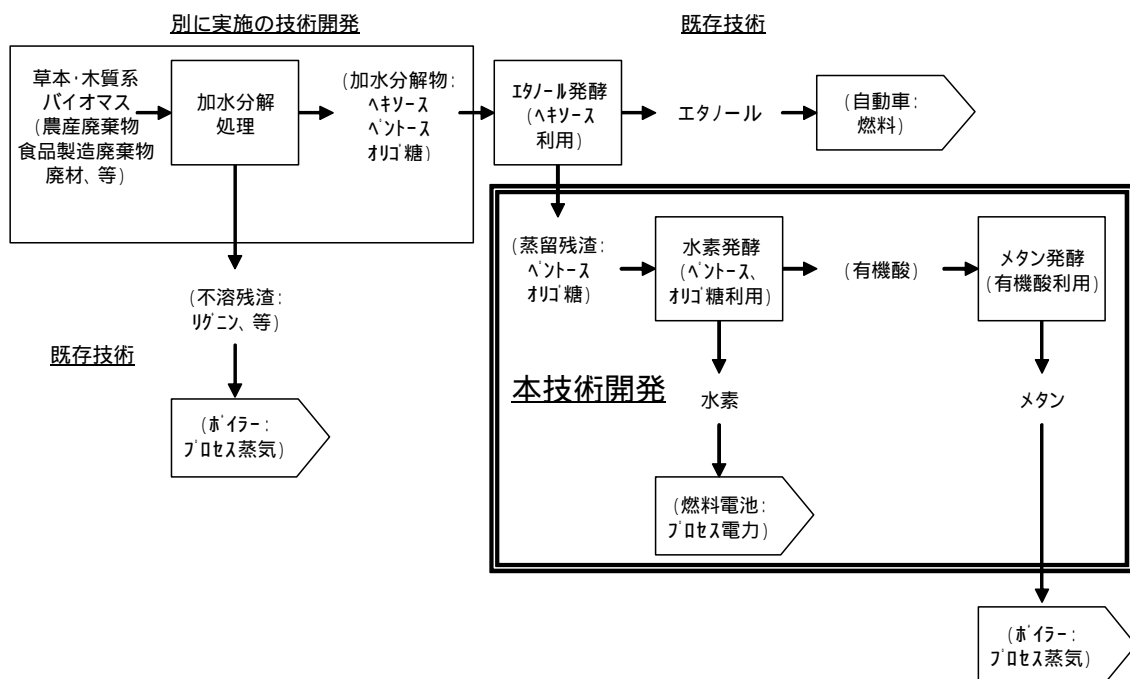 別に実施の技術開発
既存技術
草本･木質系
バイオマス
(農産廃棄物
食品製造廃棄物
廃材、等)
加水分解
処理
(加水分解物:
ﾍｷｿｰｽ
ﾍﾟﾝﾄｰｽ
ｵﾘｺﾞ糖)
ｴﾀﾉｰﾙ発酵
(ﾍｷｿｰｽ
利用)
エタノール
(自動車:
燃料)
(不溶残渣:
ﾘｸﾞﾆﾝ、等)
既存技術
(ﾎﾞｲﾗｰ:
ﾌﾟﾛｾｽ蒸気)
(蒸留残渣:
ﾍﾟﾝﾄｰｽ
ｵﾘｺﾞ糖)
水素発酵
(ﾍﾟﾝﾄｰｽ、
ｵﾘｺﾞ糖利用)
(有機酸)
メタン発酵
(有機酸利用)
本技術開発
水素
メタン
(燃料電池:
ﾌﾟﾛｾｽ電力)
(ﾎﾞｲﾗｰ:
ﾌﾟﾛｾｽ蒸気)